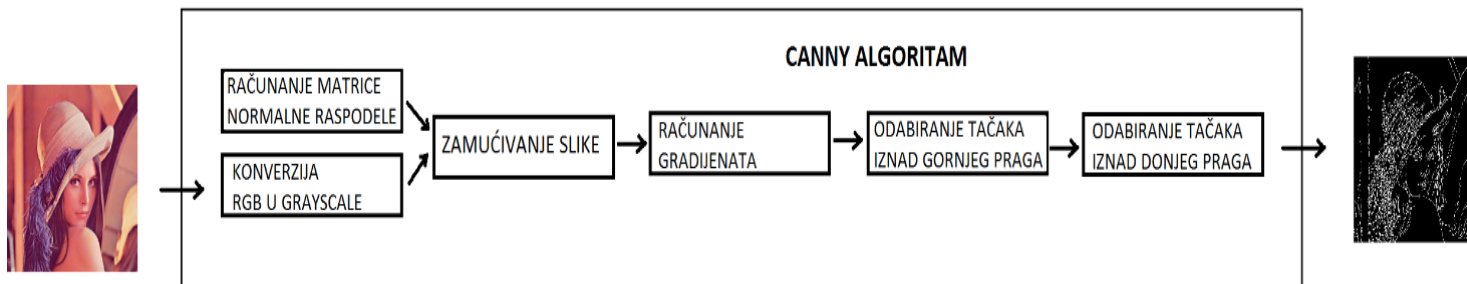 CANNY ALGORITAM
RAČUNANJE MATRICE
NORMALNE RASPODELE
KONVERZIJA
RGB U GRAYSCALE
ZAMUĆIVANJE SLIKE
RAČUNANJE
GRADIJENATA
ODABIRANJE TAČAKA
IZNAD GORNJEG PRAGA
ODABIRANJE TAČAKA
IZNAD DONJEG PRAGA